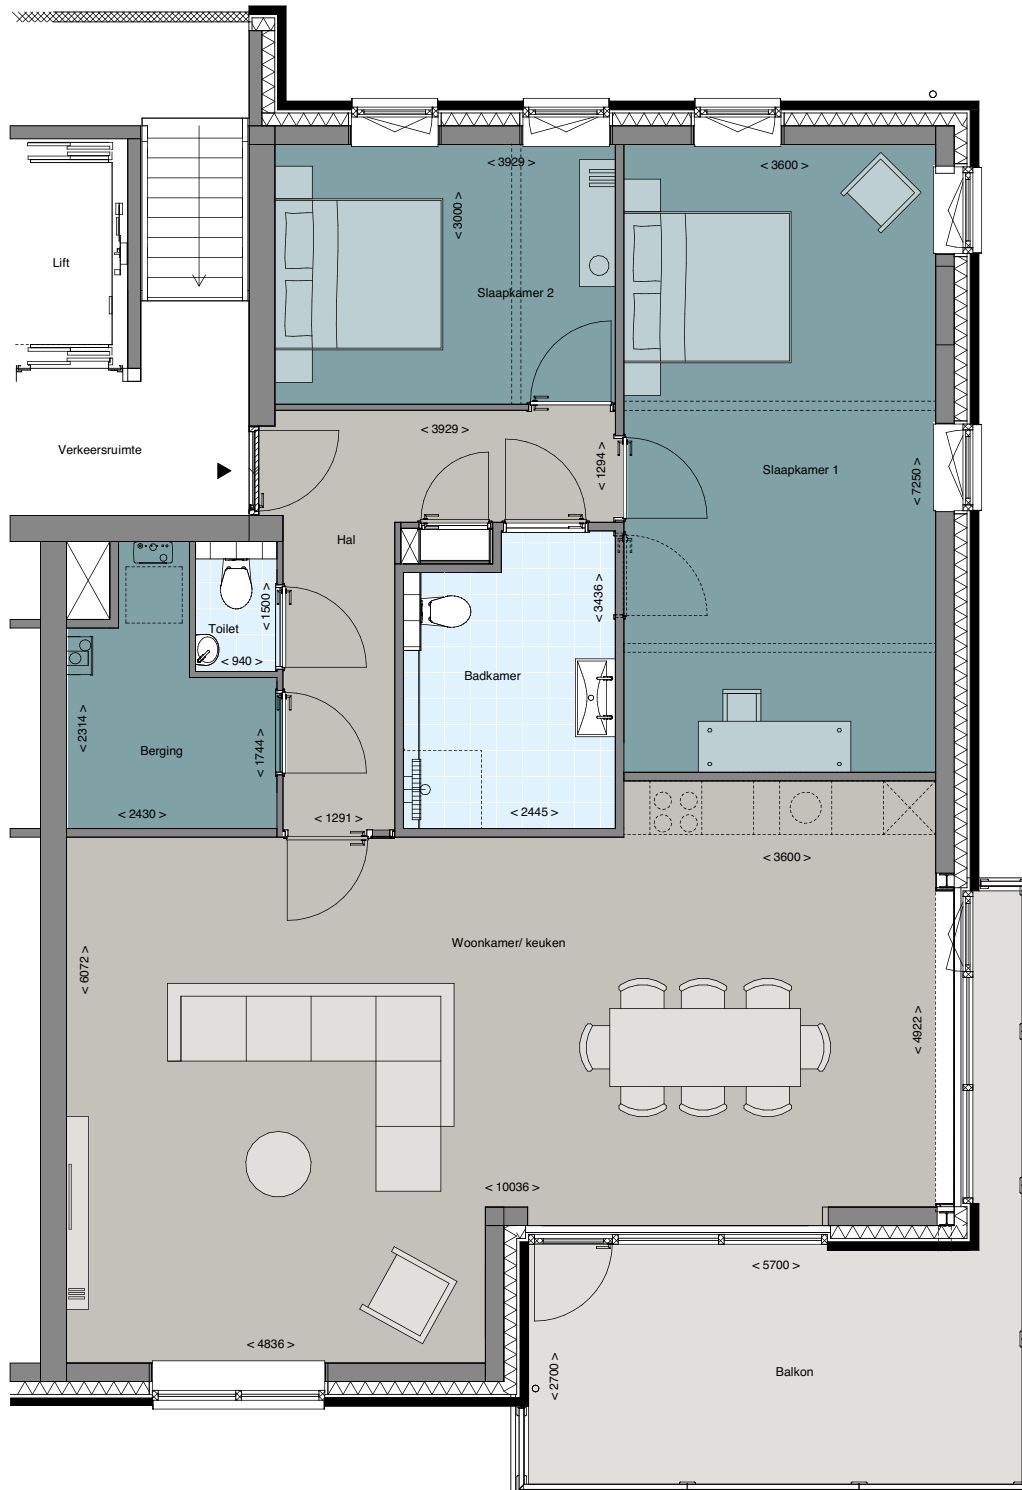 < 3929 >
< 3600 >
< 3000 >
Lift
Slaapkamer 2
< 3929 >
Verkeersruimte
< 1294 >
Slaapkamer 1
< 7250 >
Hal
< 1500 >
< 3436 >
Toilet
< 940 >
Badkamer
< 2314 >
Berging
< 1744 >
< 2430 >
< 1291 >
< 2445 >
< 3600 >
Woonkamer/ keuken
< 6072 >
< 4922 >
< 10036 >
< 5700 >
< 4836 >
< 2700 >
Balkon